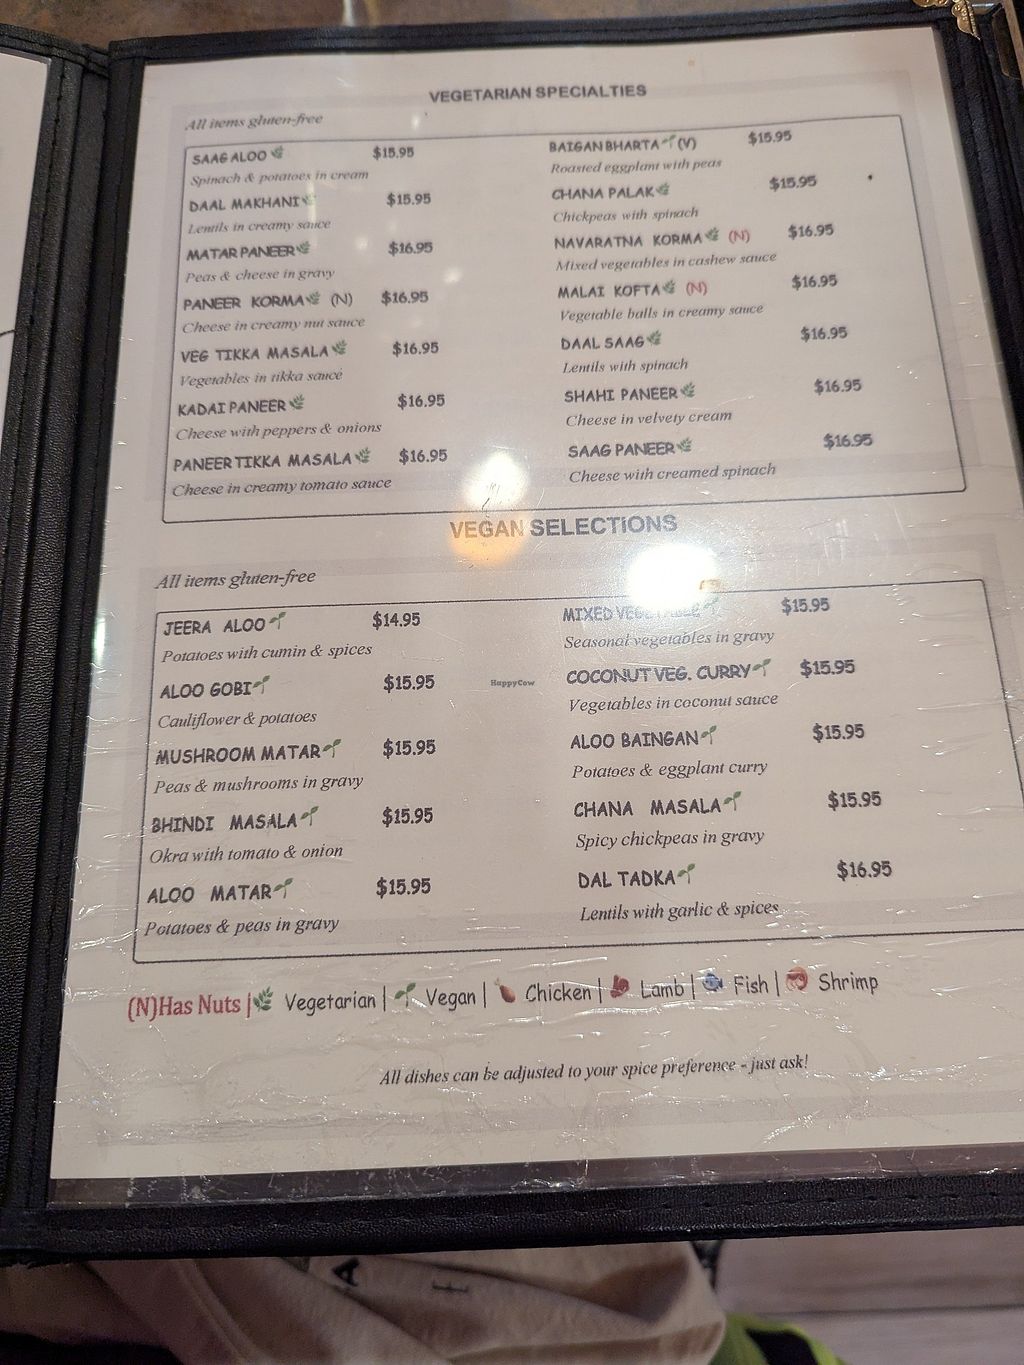 VEGETARIAN SPECIALTIES
All items gluten-free
SAAG ALOO $15.95
Spinach & potatoes in cream
DAAL MAKHANI $15.95
Lentils in creamy sauce
MATAR PANEER $16.95
Peas & cheese in gravy
PANEER KORMA (N) $16.95
Cheese in creamy nut sauce
VEG TIKKA MASALA $16.95
Vegetables in tikka sauce
KADAI PANEER $16.95
Cheese with peppers & onions
PANEER TIKKA MASALA $16.95
Cheese in creamy tomato sauce
BAIGAN BHARTA (V) $15.95
Roasted eggplant with peas
CHANA PALAK $15.95
Chickpeas with spinach
NAVARATNA KORMA (N) $16.95
Mixed vegetables in cashew sauce
MALAI KOFTA (N) $16.95
Vegetable balls in creamy sauce
DAAL SAAG $16.95
Lentils with spinach
SHAHI PANEER $16.95
Cheese in velvety cream
SAAG PANEER $16.95
Cheese with creamed spinach
VEGAN SELECTIONS
All items gluten-free
JEERA ALOO $14.95
Potatoes with cumin & spices
ALOO GOBI $15.95
Cauliflower & potatoes
MUSHROOM MATAR $15.95
Peas & mushrooms in gravy
BHINDI MASALA $15.95
Okra with tomato & onion
ALOO MATAR $15.95
Potatoes & peas in gravy
MIXED VEGETABLE $15.95
Seasonal vegetables in gravy
COCONUT VEG. CURRY $15.95
Vegetables in coconut sauce
ALOO BAINGAN $15.95
Potatoes & eggplant curry
CHANA MASALA $15.95
Spicy chickpeas in gravy
DAL TADKA $16.95
Lentils with garlic & spices
HappyCow
(N)Has Nuts | Vegetarian | Vegan | Chicken | Lamb | Fish | Shrimp
All dishes can be adjusted to your spice preference - just ask!